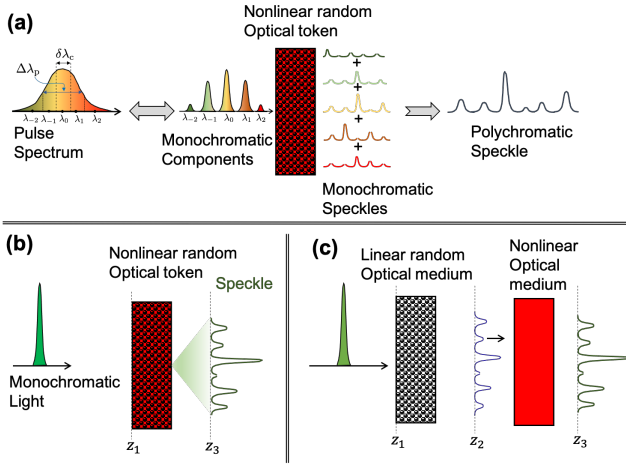 (a)
Nonlinear random
Optical token
δλc
Δλp
λ−2 λ−1 λ0 λ1 λ2
Pulse
Spectrum
λ−2 λ−1 λ0 λ1 λ2
Monochromatic
Components
+
+
+
+
Monochromatic
Speckles
Polychromatic
Speckle
(b)
Nonlinear random
Optical token
Speckle
Monochromatic
Light
z1
z3
(c)
Linear random
Optical medium
Nonlinear
Optical
medium
z1
z2
z3